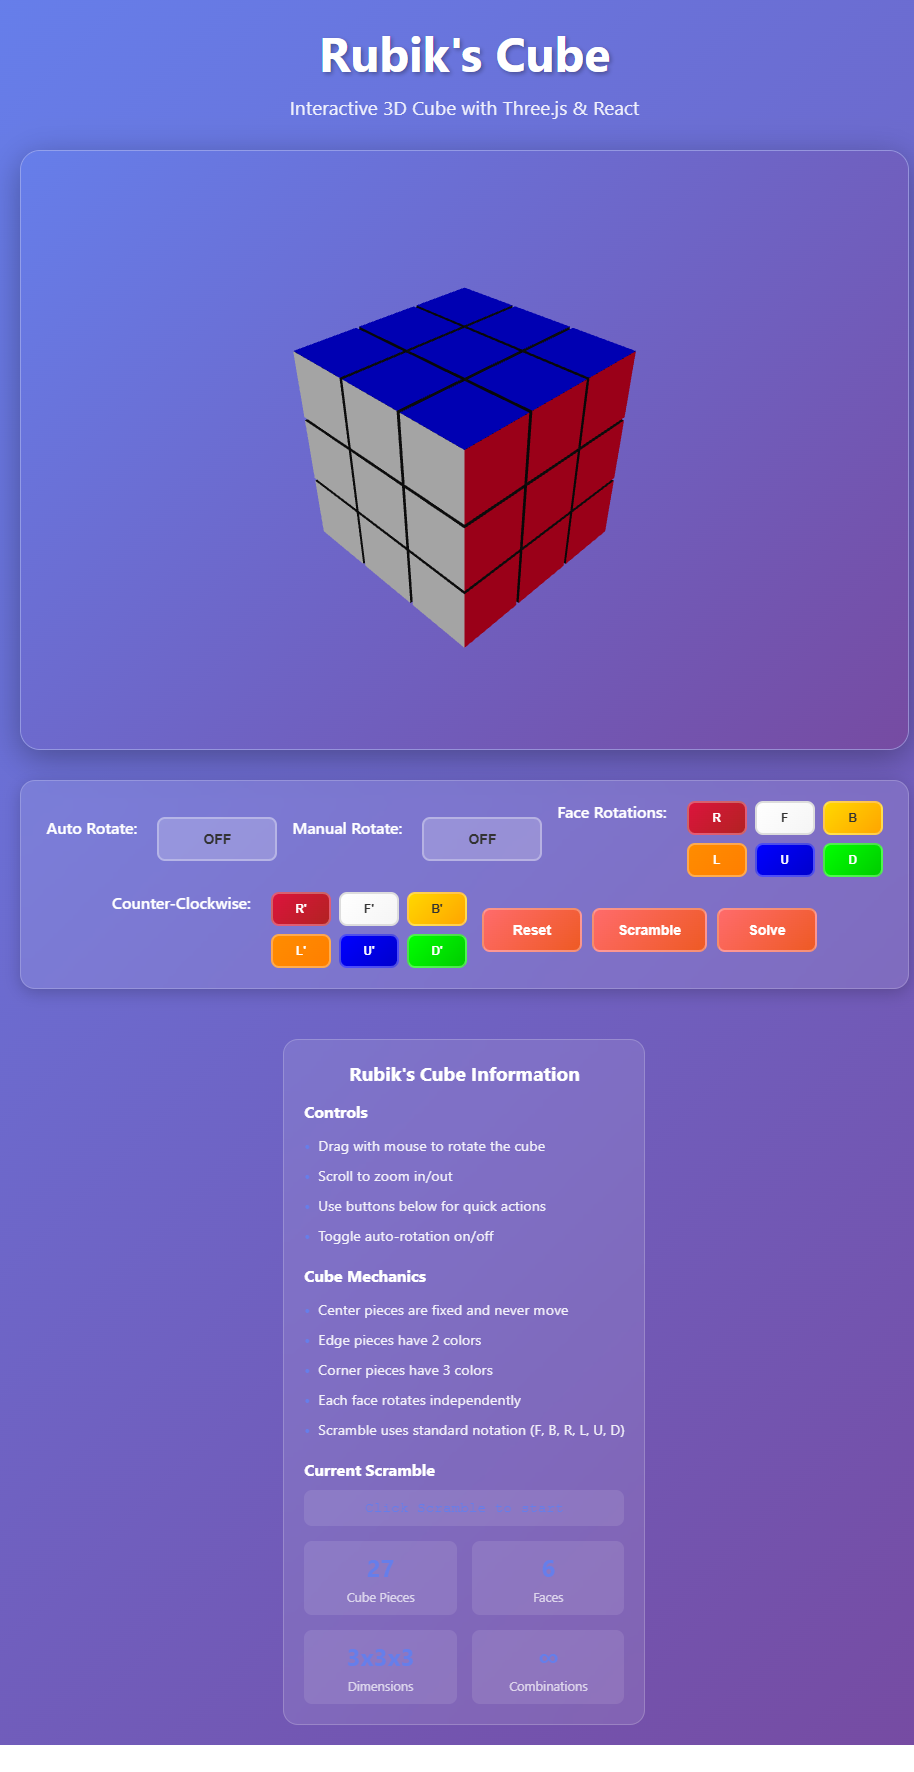 Rubik's Cube
Interactive 3D Cube with Three.js & React
Auto Rotate:
OFF
Manual Rotate:
OFF
Face Rotations:
R F B
L U D
Counter-Clockwise:
R' F' B'
L' U' D'
Reset
Scramble
Solve
Rubik's Cube Information
Controls
Drag with mouse to rotate the cube
Scroll to zoom in/out
Use buttons below for quick actions
Toggle auto-rotation on/off
Cube Mechanics
Center pieces are fixed and never move
Edge pieces have 2 colors
Corner pieces have 3 colors
Each face rotates independently
Scramble uses standard notation (F, B, R, L, U, D)
Current Scramble
27
Cube Pieces
6
Faces
3x3x3
Dimensions
∞
Combinations